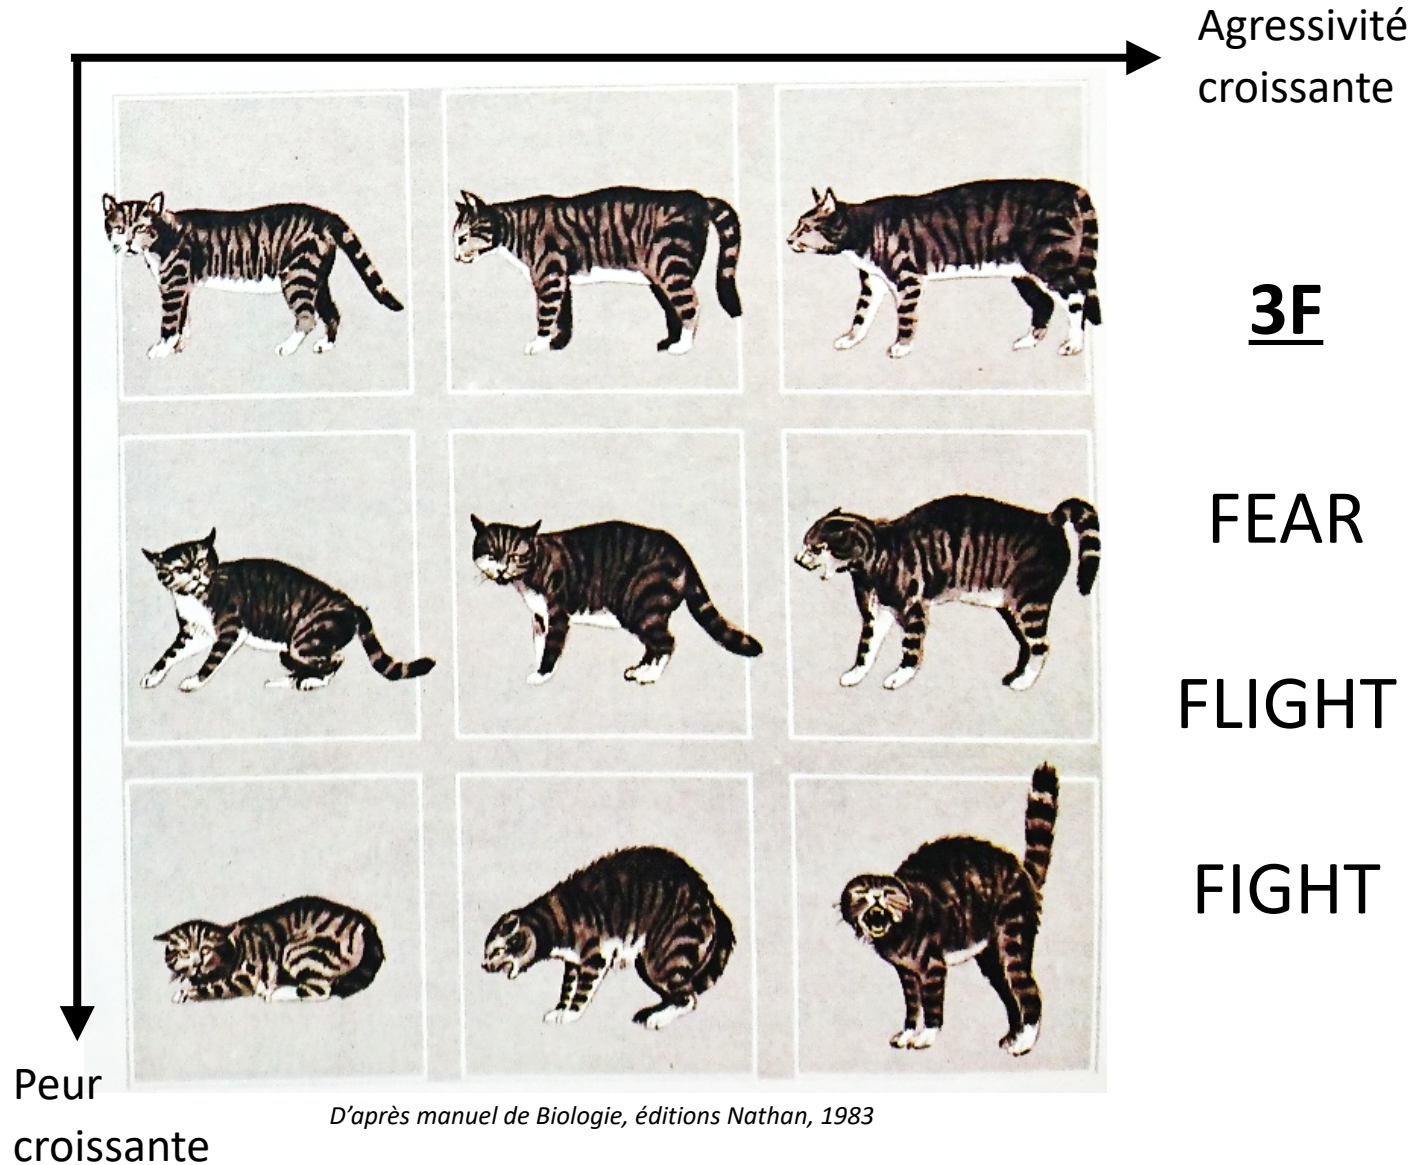 Agressivité
croissante
3F
FEAR
FLIGHT
FIGHT
Peur
croissante
D'après manuel de Biologie, éditions Nathan, 1983